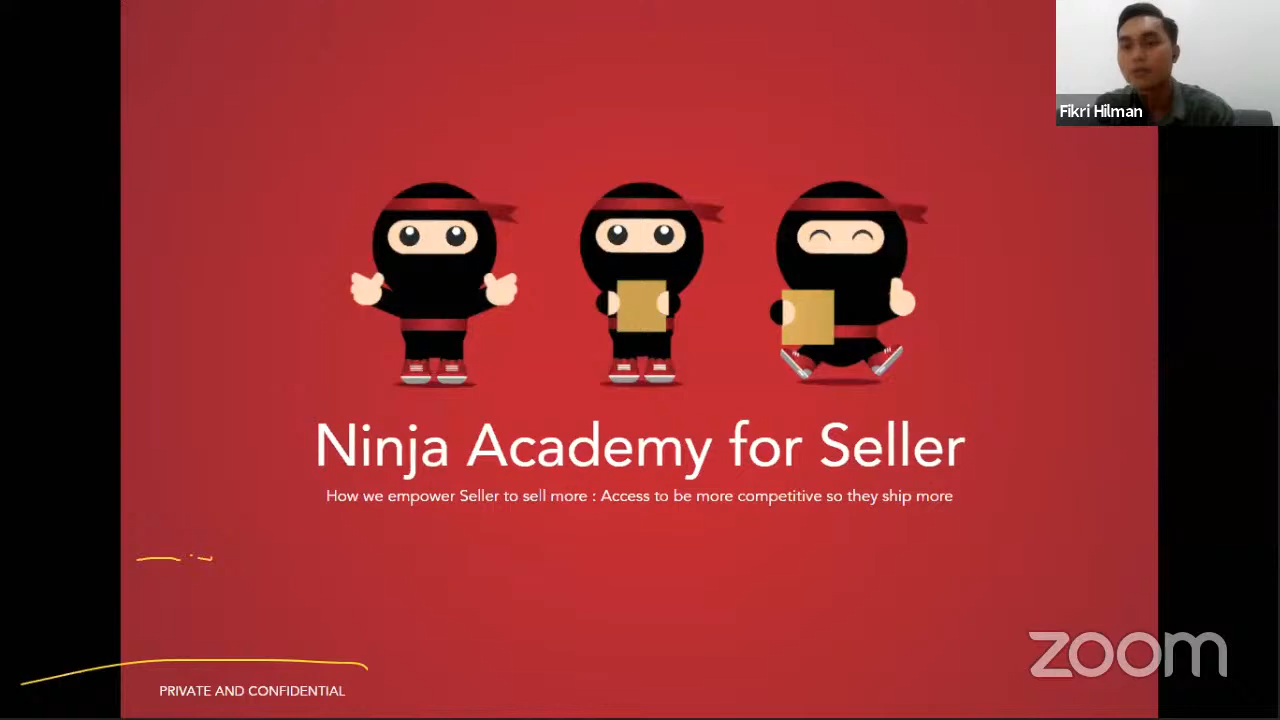 Fikri Hilman
Ninja Academy for Seller
How we empower Seller to sell more : Access to be more competitive so they ship more
zoom
PRIVATE AND CONFIDENTIAL